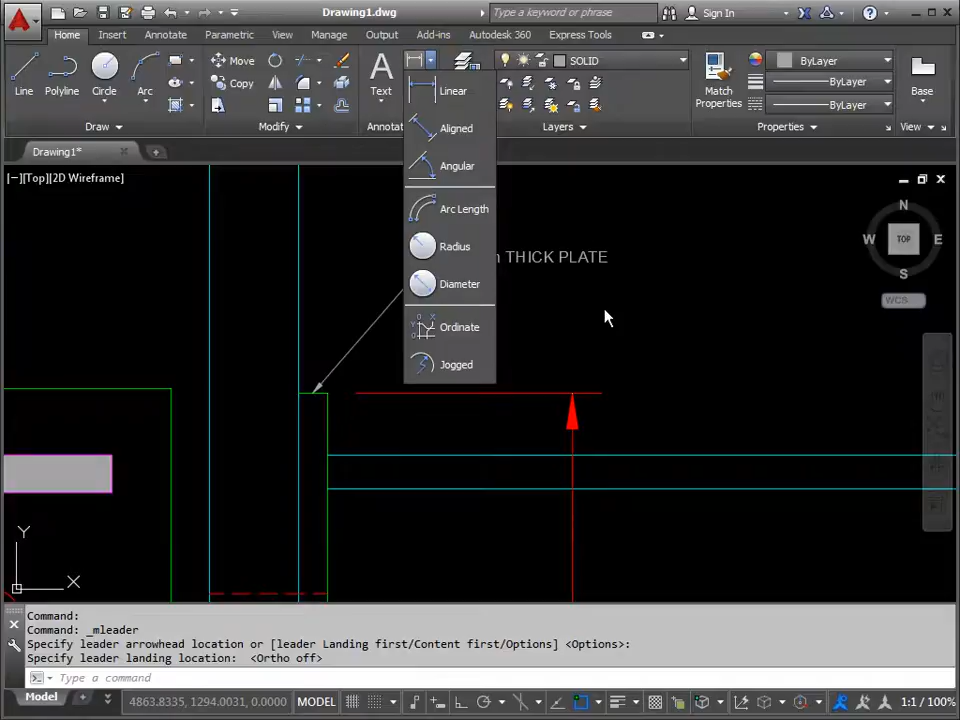 Drawing1.dwg
Type a keyword or phrase
Sign In
Home Insert Annotate Parametric View Manage Output Add-ins Autodesk 360 Express Tools
Line Polyline Circle Arc
Move
Copy
Text
SOLID
Match Properties
ByLayer
ByLayer
ByLayer
Base
Draw Modify Annotat Layers Properties View
Drawing1*
[−][Top][2D Wireframe]
Linear
Aligned
Angular
Arc Length
Radius
Diameter
Ordinate
Jogged
THICK PLATE
N
W TOP E
S
WCS
Y
X
Command:
Command: _mleader
Specify leader arrowhead location or [leader Landing first/Content first/Options] <Options>:
Specify leader landing location: <Ortho off>
Type a command
Model
4863.8335, 1294.0031, 0.0000 MODEL
1:1 / 100%